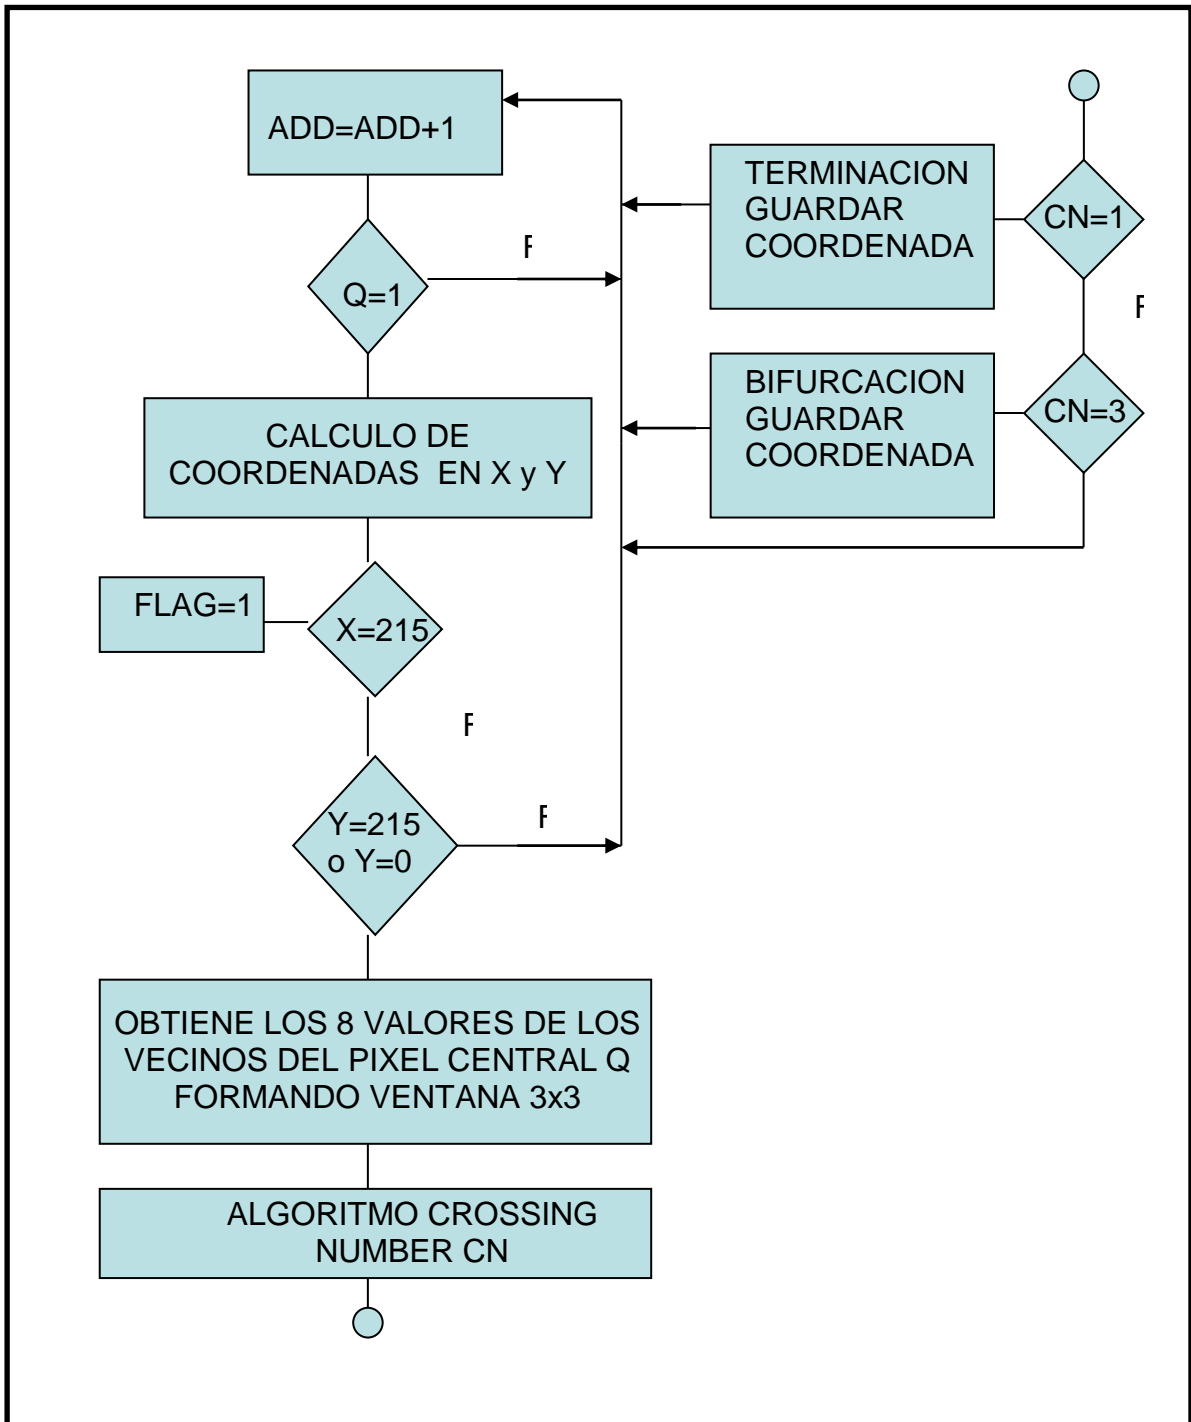 ADD=ADD+1
Q=1
F
CALCULO DE
COORDENADAS EN X y Y
FLAG=1
X=215
F
Y=215
o Y=0
F
OBTIENE LOS 8 VALORES DE LOS
VECINOS DEL PIXEL CENTRAL Q
FORMANDO VENTANA 3x3
ALGORITMO CROSSING
NUMBER CN
CN=1
TERMINACION
GUARDAR
COORDENADA
F
CN=3
BIFURCACION
GUARDAR
COORDENADA